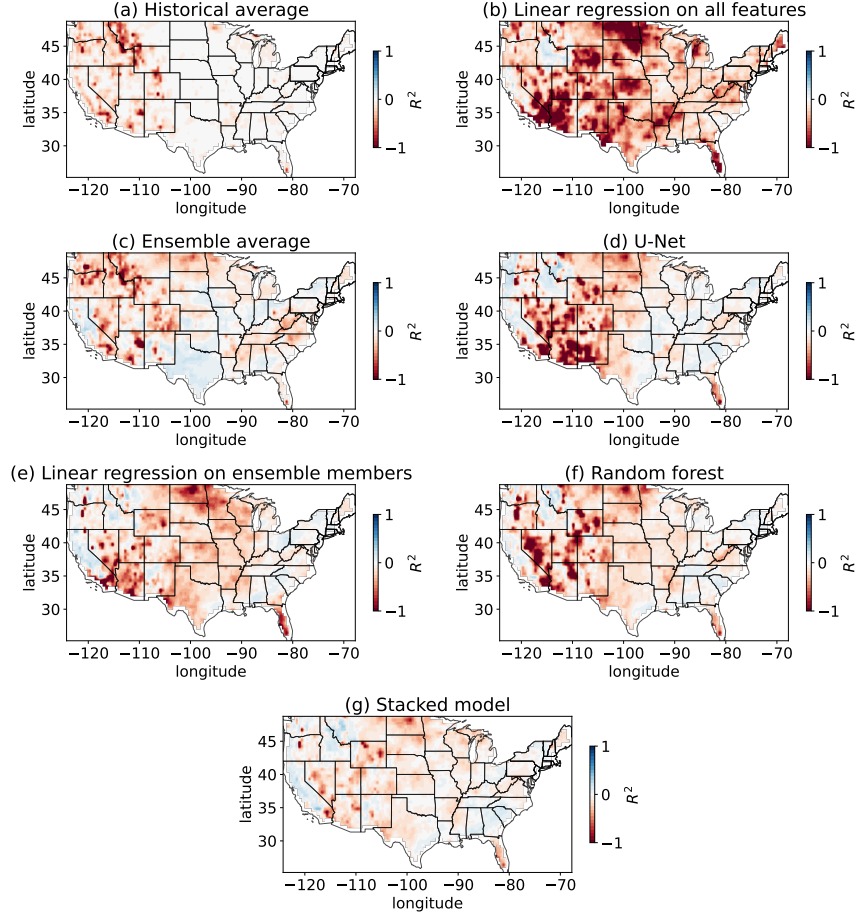 (a) Historical average
45
40
35
30
latitude
−120 −110 −100 −90 −80 −70
longitude
1
0
−1
R²
(b) Linear regression on all features
45
40
35
30
latitude
−120 −110 −100 −90 −80 −70
longitude
1
0
−1
R²
(c) Ensemble average
45
40
35
30
latitude
−120 −110 −100 −90 −80 −70
longitude
1
0
−1
R²
(d) U-Net
45
40
35
30
latitude
−120 −110 −100 −90 −80 −70
longitude
1
0
−1
R²
(e) Linear regression on ensemble members
45
40
35
30
latitude
−120 −110 −100 −90 −80 −70
longitude
1
0
−1
R²
(f) Random forest
45
40
35
30
latitude
−120 −110 −100 −90 −80 −70
longitude
1
0
−1
R²
(g) Stacked model
45
40
35
30
latitude
−120 −110 −100 −90 −80 −70
longitude
1
0
−1
R²